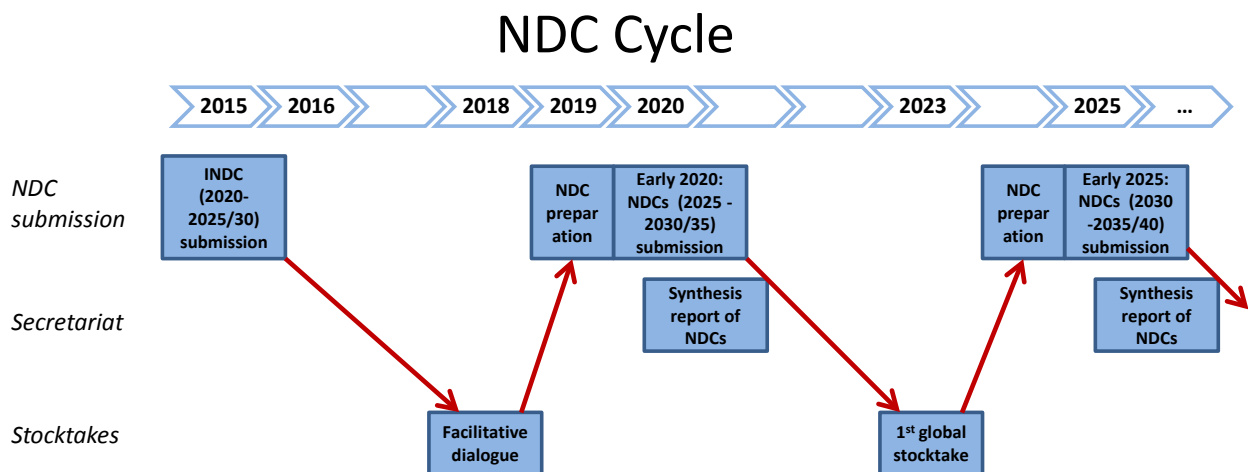 NDC Cycle
2015 2016 2018 2019 2020 2023 2025 ...
NDC
submission
INDC
(2020-
2025/30)
submission
NDC
prepar
ation
Early 2020:
NDCs (2025 -
2030/35)
submission
NDC
prepar
ation
Early 2025:
NDCs (2030
-2035/40)
submission
Secretariat
Synthesis
report of
NDCs
Synthesis
report of
NDCs
Stocktakes
Facilitative
dialogue
1st global
stocktake